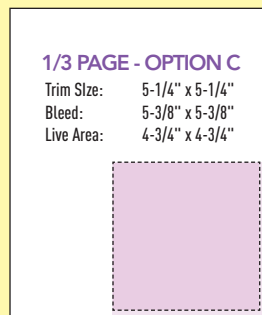 1/3 PAGE - OPTION C
Trim SIze: 5-1/4" x 5-1/4"
Bleed: 5-3/8" x 5-3/8"
Live Area: 4-3/4" x 4-3/4"